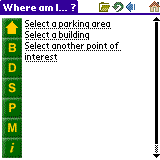 Where am I... ?
Select a parking area
Select a building
Select another point of
interest
B
D
S
P
M
i